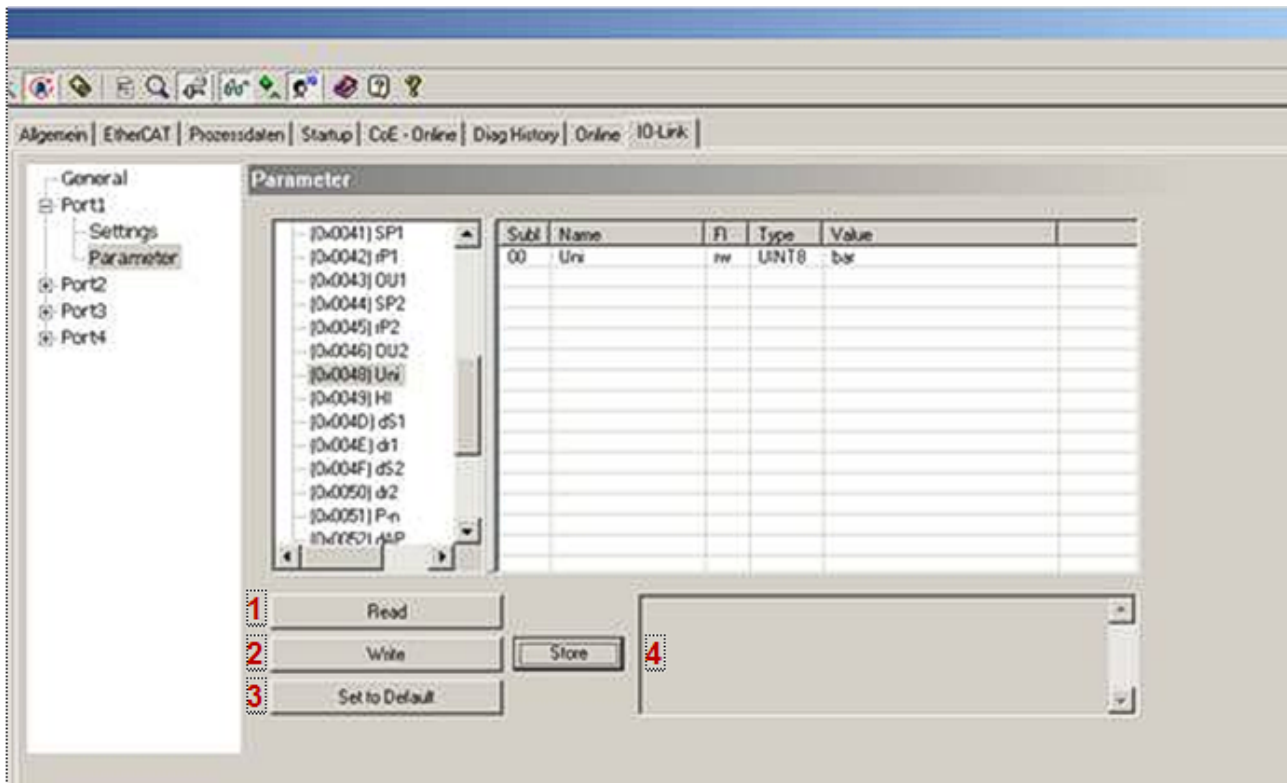 Allgemein | EtherCAT | Prozessdaten | Startup | CoE - Online | Diag History | Online | IO-Link
General
Port1
Settings
Parameter
Port2
Port3
Port4
Parameter
[0x0041] SP1
[0x0042] rP1
[0x0043] OU1
[0x0044] SP2
[0x0045] rP2
[0x0046] OU2
[0x0048] Uni
[0x0049] HI
[0x004D] dS1
[0x004E] dr1
[0x004F] dS2
[0x0050] dr2
[0x0051] P-n
[0x0052] dAP
SubI Name Fl Type Value
00 Uni rw UINT8 bar
1 Read
2 Write Store 4
3 Set to Default